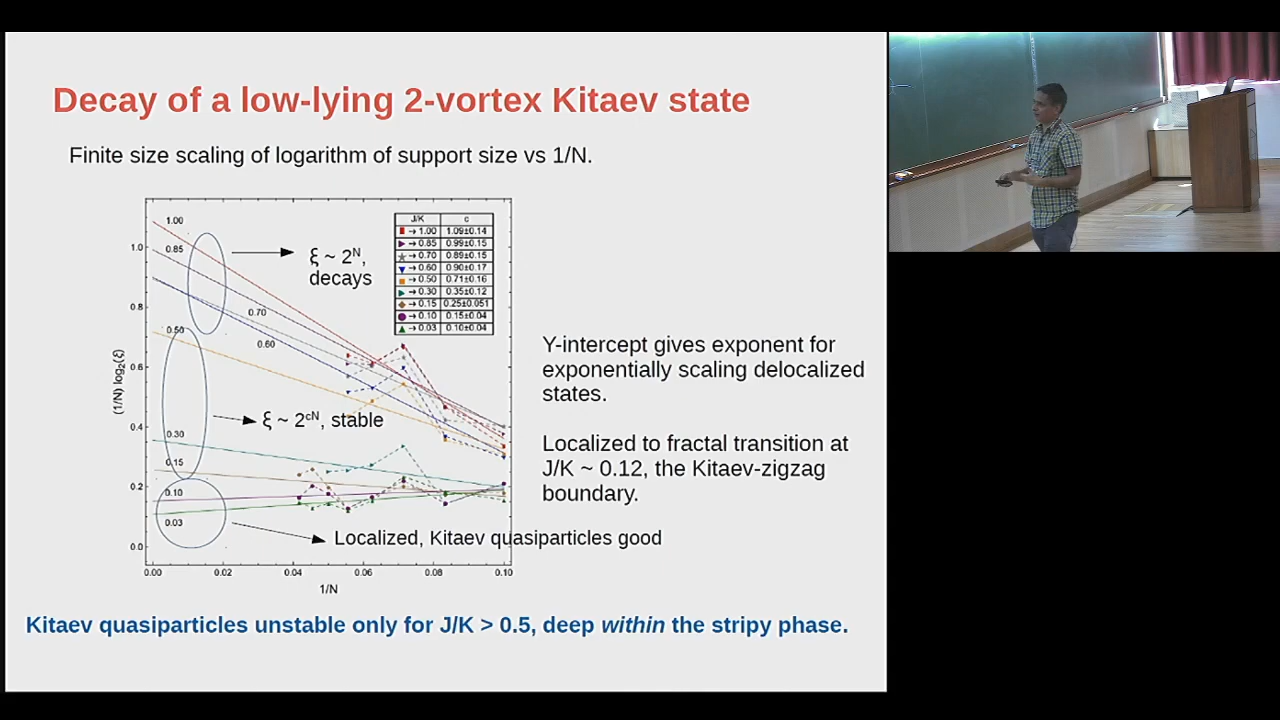 Decay of a low-lying 2-vortex Kitaev state
Finite size scaling of logarithm of support size vs 1/N.
1.00
0.85
0.70
0.60
0.50
0.30
0.15
0.10
0.03
ξ ~ 2^N,
decays
ξ ~ 2^cN, stable
Localized, Kitaev quasiparticles good
J/K c
→ 1.00 1.09±0.14
→ 0.85 0.99±0.15
→ 0.70 0.89±0.15
→ 0.60 0.90±0.17
→ 0.50 0.71±0.16
→ 0.30 0.35±0.12
→ 0.15 0.25±0.051
→ 0.10 0.15±0.04
→ 0.03 0.10±0.04
(1/N) log2(ξ)
1.0
0.8
0.6
0.4
0.2
0.0
0.00 0.02 0.04 0.06 0.08 0.10
1/N
Y-intercept gives exponent for
exponentially scaling delocalized
states.
Localized to fractal transition at
J/K ~ 0.12, the Kitaev-zigzag
boundary.
Kitaev quasiparticles unstable only for J/K > 0.5, deep within the stripy phase.